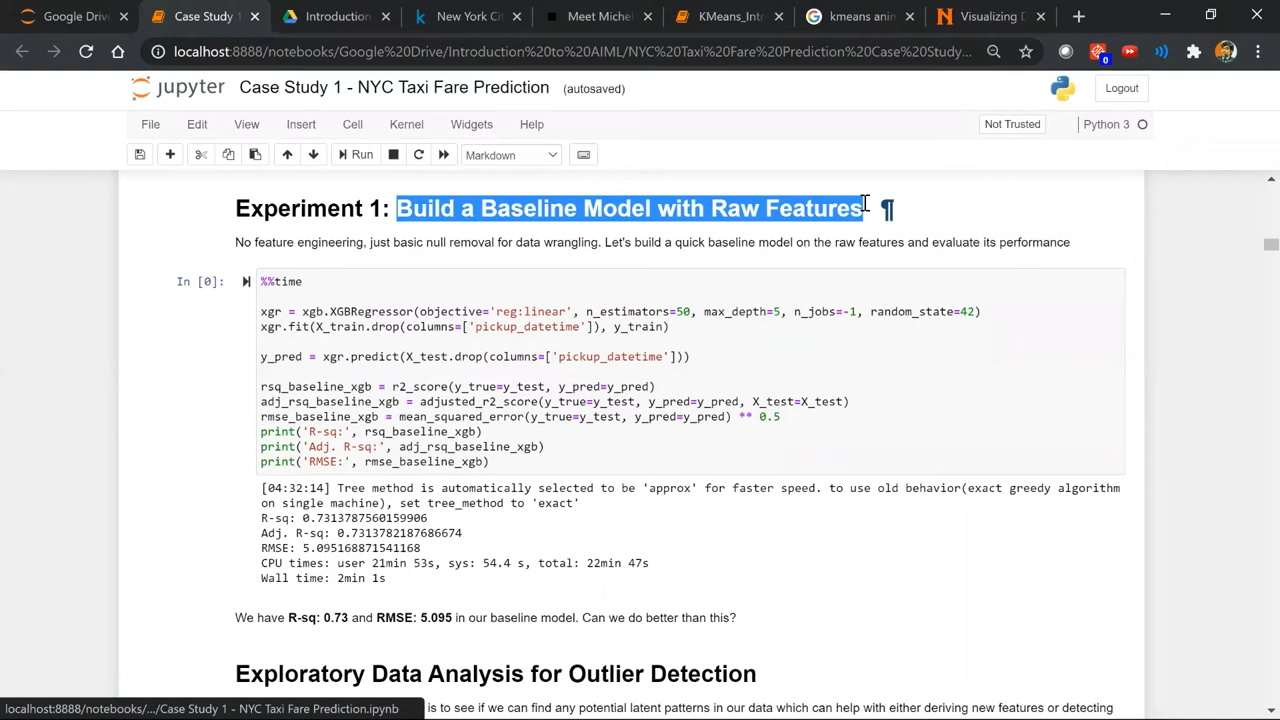 Google Drive
Case Study 1
Introduction
New York Cit
Meet Michel
KMeans_Intr
kmeans anin
Visualizing D
localhost:8888/notebooks/Google%20Drive/Introduction%20to%20AIML/NYC%20Taxi%20Fare%20Prediction%20Case%20Study...
0
jupyter
Case Study 1 - NYC Taxi Fare Prediction
(autosaved)
Logout
File Edit View Insert Cell Kernel Widgets Help
Not Trusted
Python 3
Run
Markdown
Experiment 1: Build a Baseline Model with Raw Features ¶
No feature engineering, just basic null removal for data wrangling. Let's build a quick baseline model on the raw features and evaluate its performance
In [0]:
%%time
xgr = xgb.XGBRegressor(objective='reg:linear', n_estimators=50, max_depth=5, n_jobs=-1, random_state=42)
xgr.fit(X_train.drop(columns=['pickup_datetime']), y_train)
y_pred = xgr.predict(X_test.drop(columns=['pickup_datetime']))
rsq_baseline_xgb = r2_score(y_true=y_test, y_pred=y_pred)
adj_rsq_baseline_xgb = adjusted_r2_score(y_true=y_test, y_pred=y_pred, X_test=X_test)
rmse_baseline_xgb = mean_squared_error(y_true=y_test, y_pred=y_pred) ** 0.5
print('R-sq:', rsq_baseline_xgb)
print('Adj. R-sq:', adj_rsq_baseline_xgb)
print('RMSE:', rmse_baseline_xgb)
[04:32:14] Tree method is automatically selected to be 'approx' for faster speed. to use old behavior(exact greedy algorithm
on single machine), set tree_method to 'exact'
R-sq: 0.7313787560159906
Adj. R-sq: 0.7313782187686674
RMSE: 5.095168871541168
CPU times: user 21min 53s, sys: 54.4 s, total: 22min 47s
Wall time: 2min 1s
We have R-sq: 0.73 and RMSE: 5.095 in our baseline model. Can we do better than this?
Exploratory Data Analysis for Outlier Detection
is to see if we can find any potential latent patterns in our data which can help with either deriving new features or detecting
localhost:8888/notebooks/.../Case Study 1 - NYC Taxi Fare Prediction.ipynb